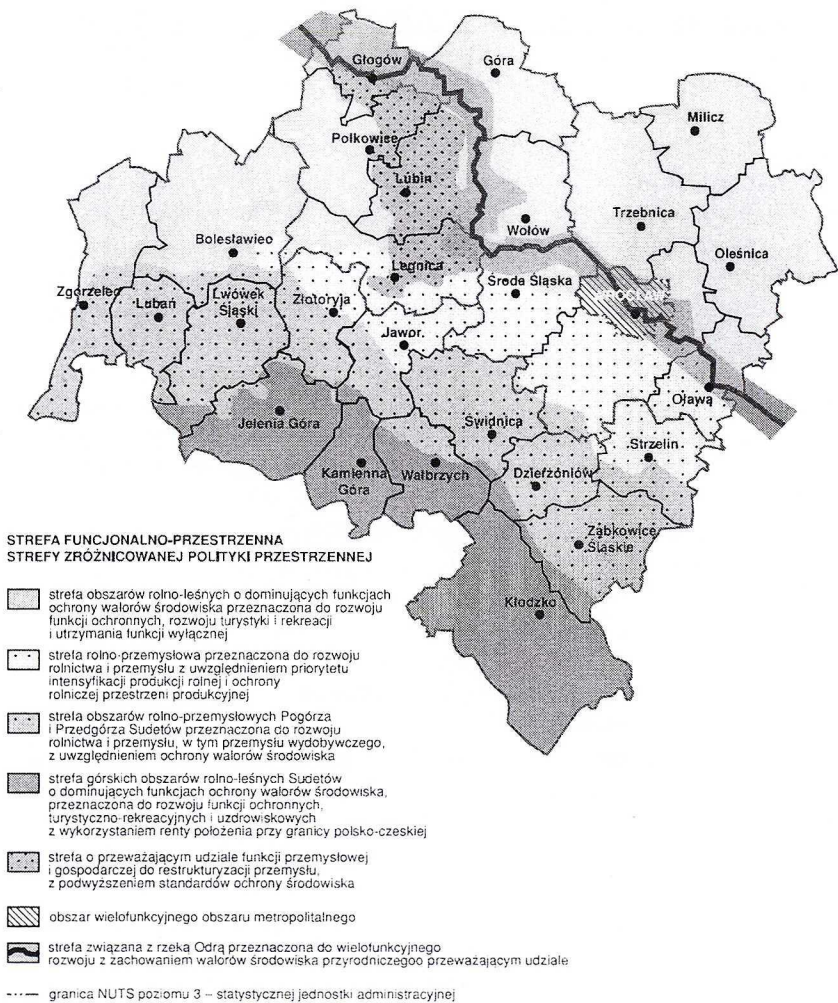 Głogów
Góra
Milicz
Polkowice
Lubin
Wołów
Trzebnica
Oleśnica
Bolesławiec
Legnica
Środa Śląska
WROCŁAW
Zgorzelec
Lubań
Lwówek
Śląski
Złotoryja
Jawor
Oława
Jelenia Góra
Świdnica
Strzelin
Kamienna
Góra
Wałbrzych
Dzierżoniów
Ząbkowice
Śląskie
Kłodzko
STREFA FUNCJONALNO-PRZESTRZENNA
STREFY ZRÓŻNICOWANEJ POLITYKI PRZESTRZENNEJ
strefa obszarów rolno-leśnych o dominujących funkcjach
ochrony walorów środowiska przeznaczona do rozwoju
funkcji ochronnych, rozwoju turystyki i rekreacji
i utrzymania funkcji wyłącznej
strefa rolno-przemysłowa przeznaczona do rozwoju
rolnictwa i przemysłu z uwzględnieniem priorytetu
intensyfikacji produkcji rolnej i ochrony
rolniczej przestrzeni produkcyjnej
strefa obszarów rolno-przemysłowych Pogórza
i Przedgórza Sudetów przeznaczona do rozwoju
rolnictwa i przemysłu, w tym przemysłu wydobywczego,
z uwzględnieniem ochrony walorów środowiska
strefa górskich obszarów rolno-leśnych Sudetów
o dominujących funkcjach ochrony walorów środowiska,
przeznaczona do rozwoju funkcji ochronnych,
turystyczno-rekreacyjnych i uzdrowiskowych
z wykorzystaniem renty położenia przy granicy polsko-czeskiej
strefa o przeważającym udziale funkcji przemysłowej
i gospodarczej do restrukturyzacji przemysłu,
z podwyższeniem standardów ochrony środowiska
obszar wielofunkcyjnego obszaru metropolitalnego
strefa związana z rzeką Odrą przeznaczona do wielofunkcyjnego
rozwoju z zachowaniem walorów środowiska przyrodniczegoo przeważającym udziale
granica NUTS poziomu 3 – statystycznej jednostki administracyjnej